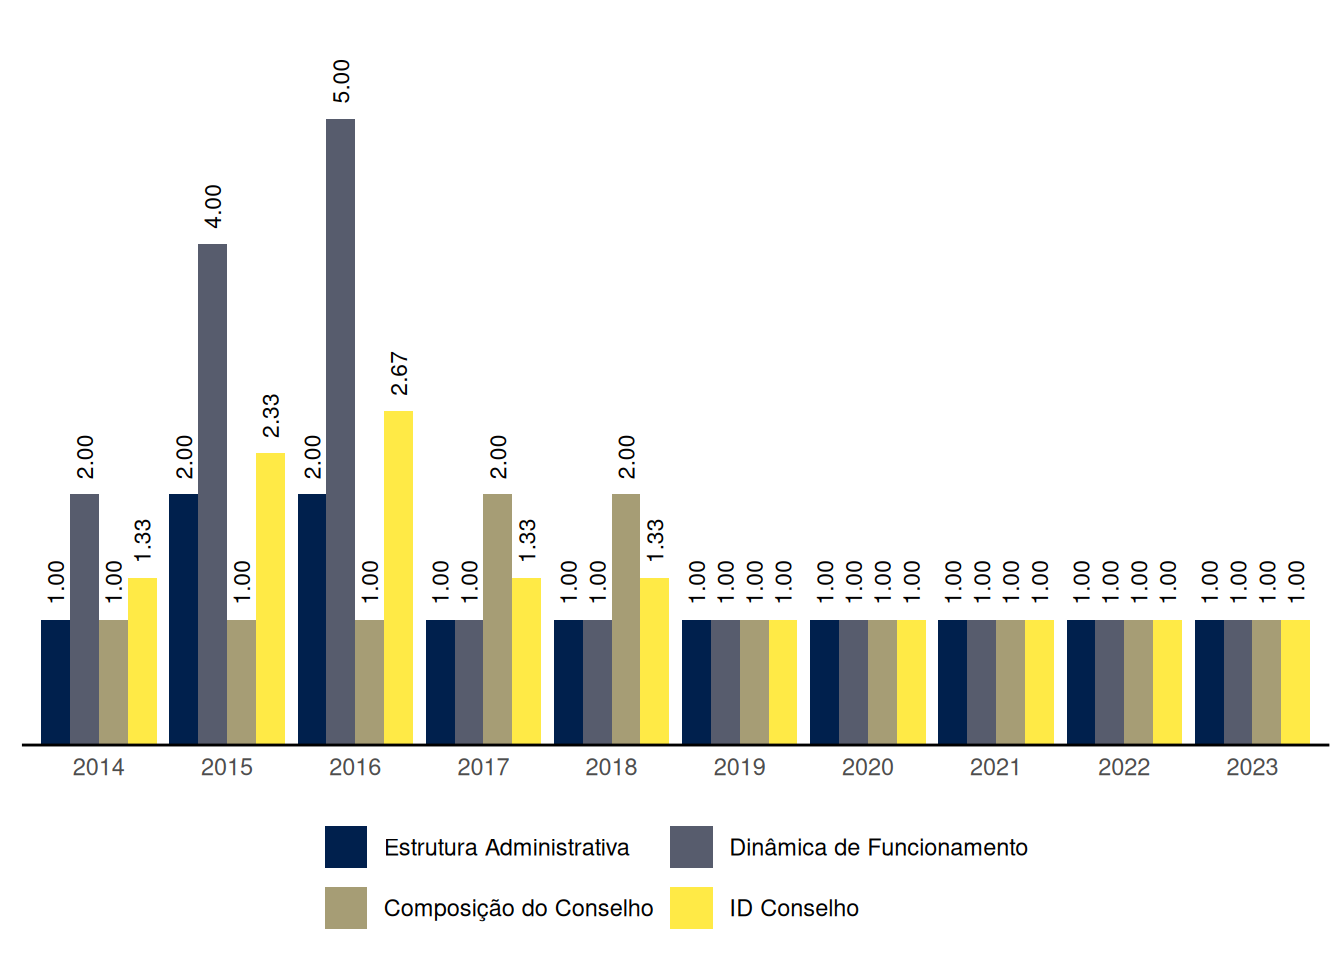 5.00
4.00
2.67
2.33
2.00 2.00 2.00 2.00 2.00
1.33 1.33 1.33
1.00 1.00 1.00 1.00 1.00 1.00 1.00 1.00 1.00 1.00 1.00 1.00 1.00 1.00 1.00 1.00 1.00 1.00 1.00 1.00 1.00 1.00 1.00 1.00 1.00 1.00 1.00 1.00
2014 2015 2016 2017 2018 2019 2020 2021 2022 2023
Estrutura Administrativa Dinâmica de Funcionamento
Composição do Conselho ID Conselho